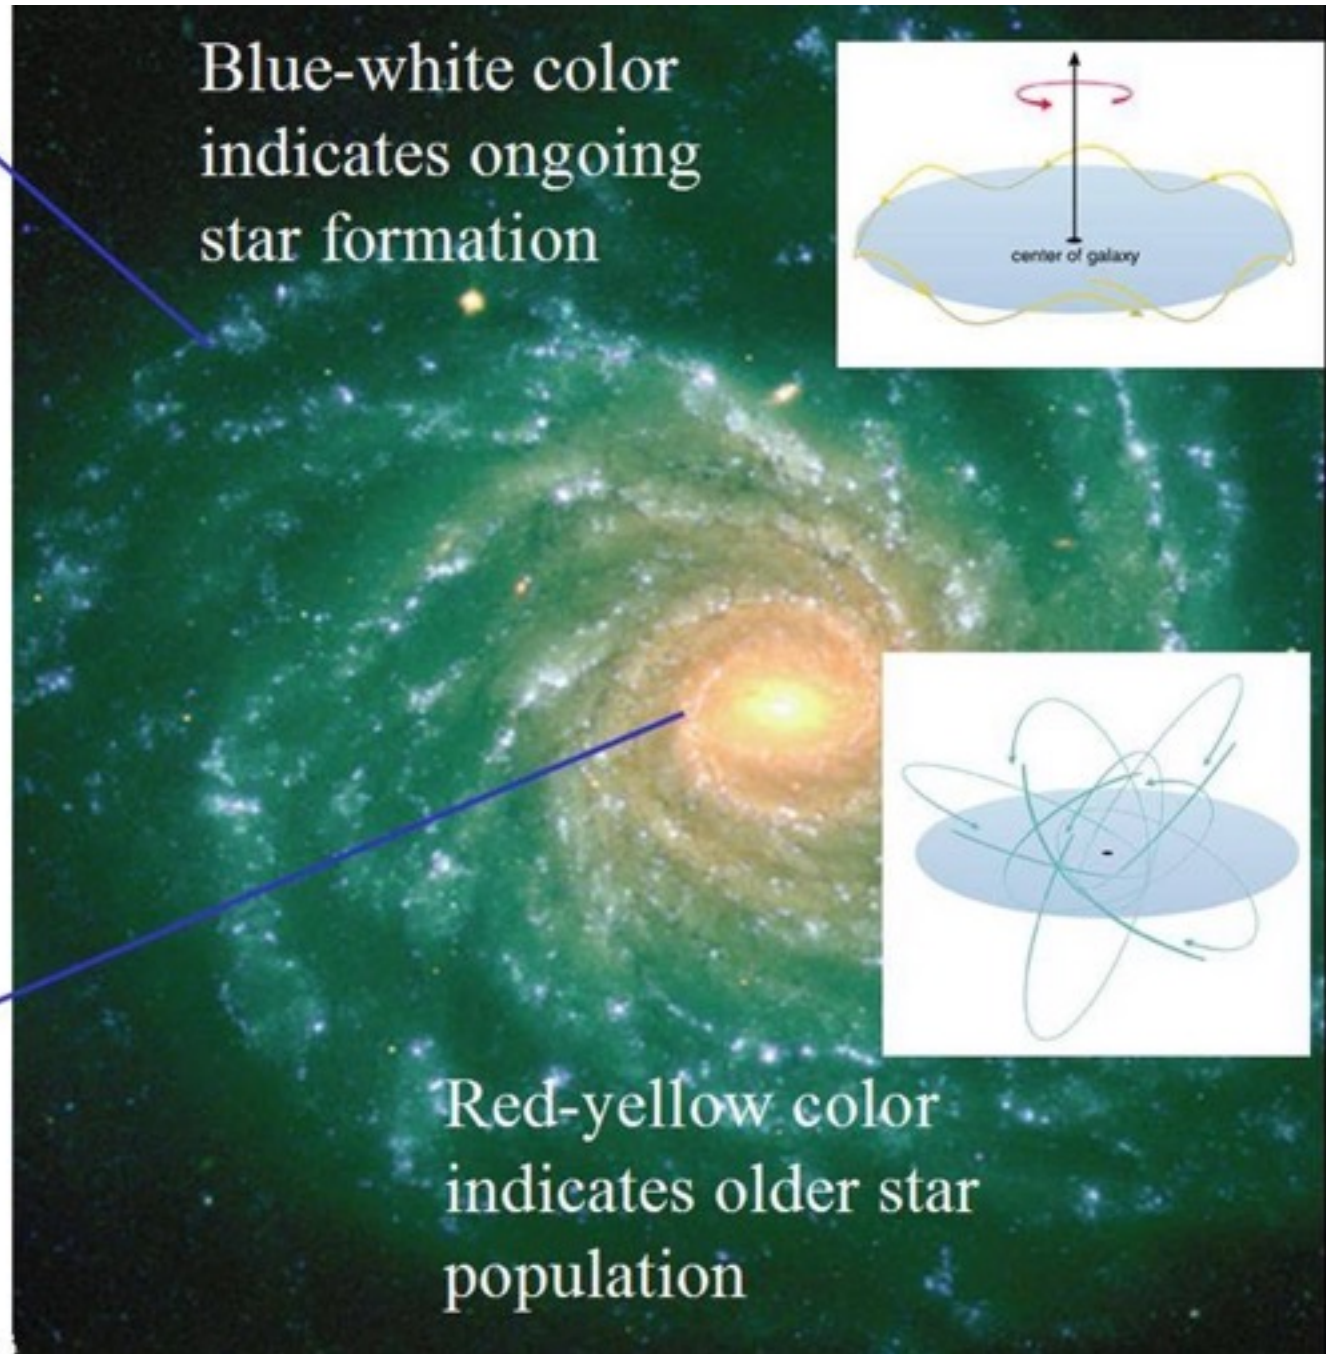 Blue-white color
indicates ongoing
star formation
center of galaxy
Red-yellow color
indicates older star
population